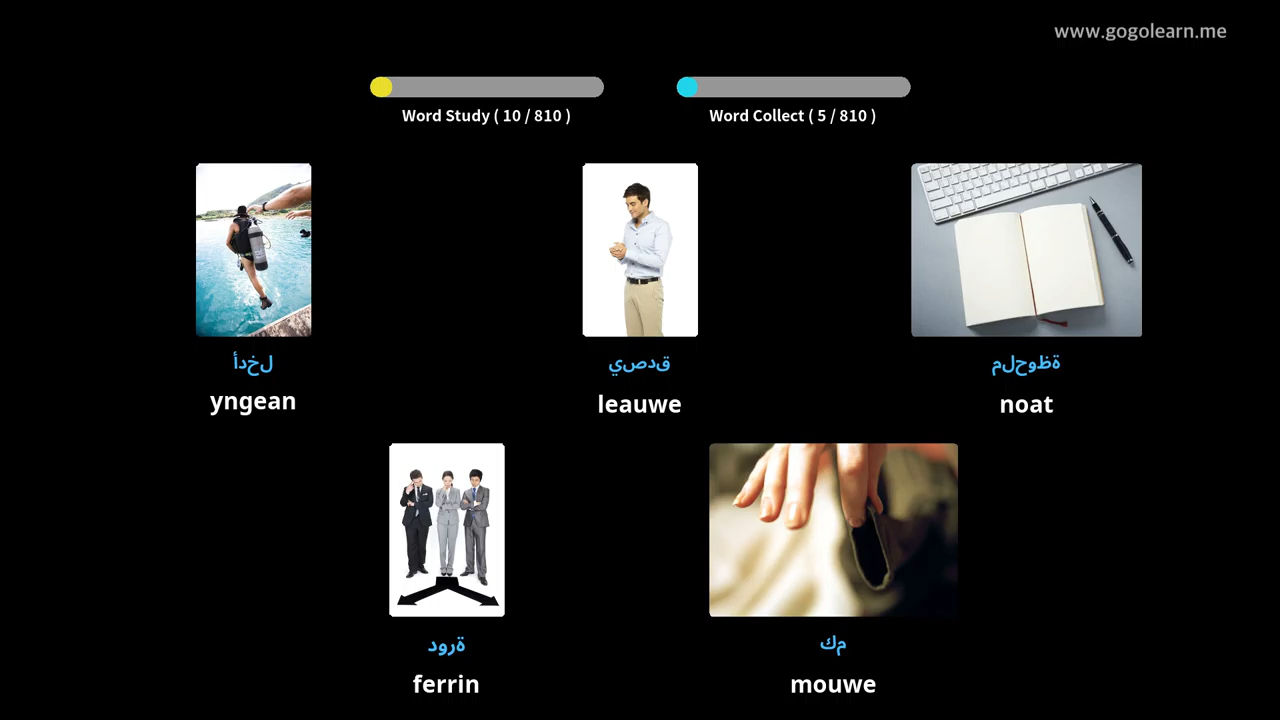 www.gogolearn.me
Word Study ( 10 / 810 )
Word Collect ( 5 / 810 )
لخدأ
yngean
قدصي
leauwe
ةظوحلم
noat
ةرود
ferrin
مك
mouwe